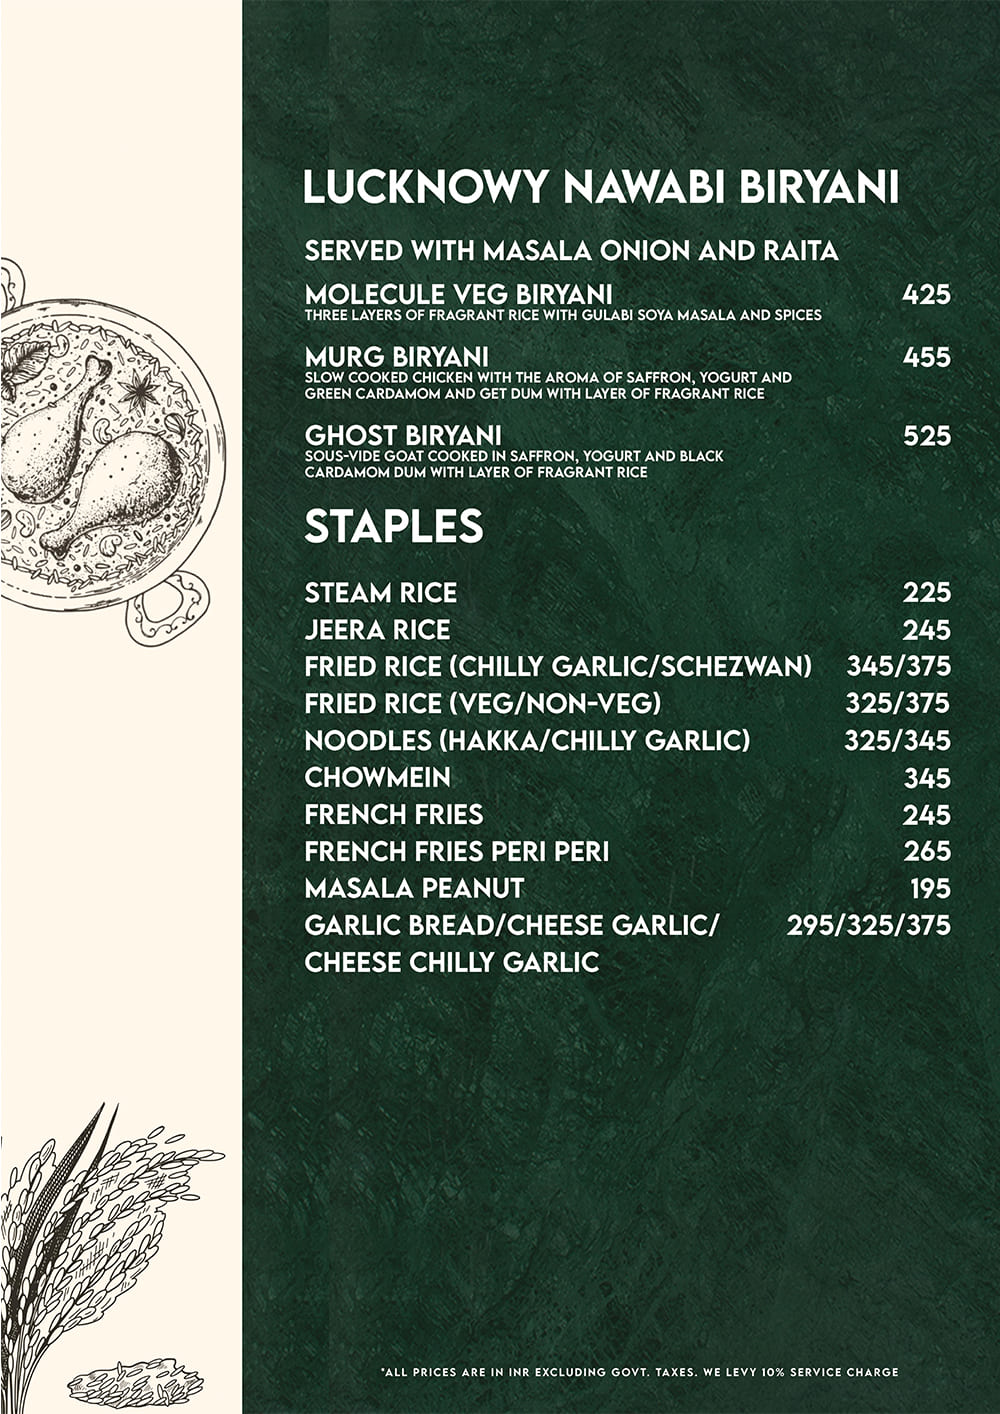 LUCKNOWY NAWABI BIRYANI
SERVED WITH MASALA ONION AND RAITA
MOLECULE VEG BIRYANI 425
THREE LAYERS OF FRAGRANT RICE WITH GULABI SOYA MASALA AND SPICES
MURG BIRYANI 455
SLOW COOKED CHICKEN WITH THE AROMA OF SAFFRON, YOGURT AND
GREEN CARDAMOM AND GET DUM WITH LAYER OF FRAGRANT RICE
GHOST BIRYANI 525
SOUS-VIDE GOAT COOKED IN SAFFRON, YOGURT AND BLACK
CARDAMOM DUM WITH LAYER OF FRAGRANT RICE
STAPLES
STEAM RICE 225
JEERA RICE 245
FRIED RICE (CHILLY GARLIC/SCHEZWAN) 345/375
FRIED RICE (VEG/NON-VEG) 325/375
NOODLES (HAKKA/CHILLY GARLIC) 325/345
CHOWMEIN 345
FRENCH FRIES 245
FRENCH FRIES PERI PERI 265
MASALA PEANUT 195
GARLIC BREAD/CHEESE GARLIC/ 295/325/375
CHEESE CHILLY GARLIC
*ALL PRICES ARE IN INR EXCLUDING GOVT. TAXES. WE LEVY 10% SERVICE CHARGE